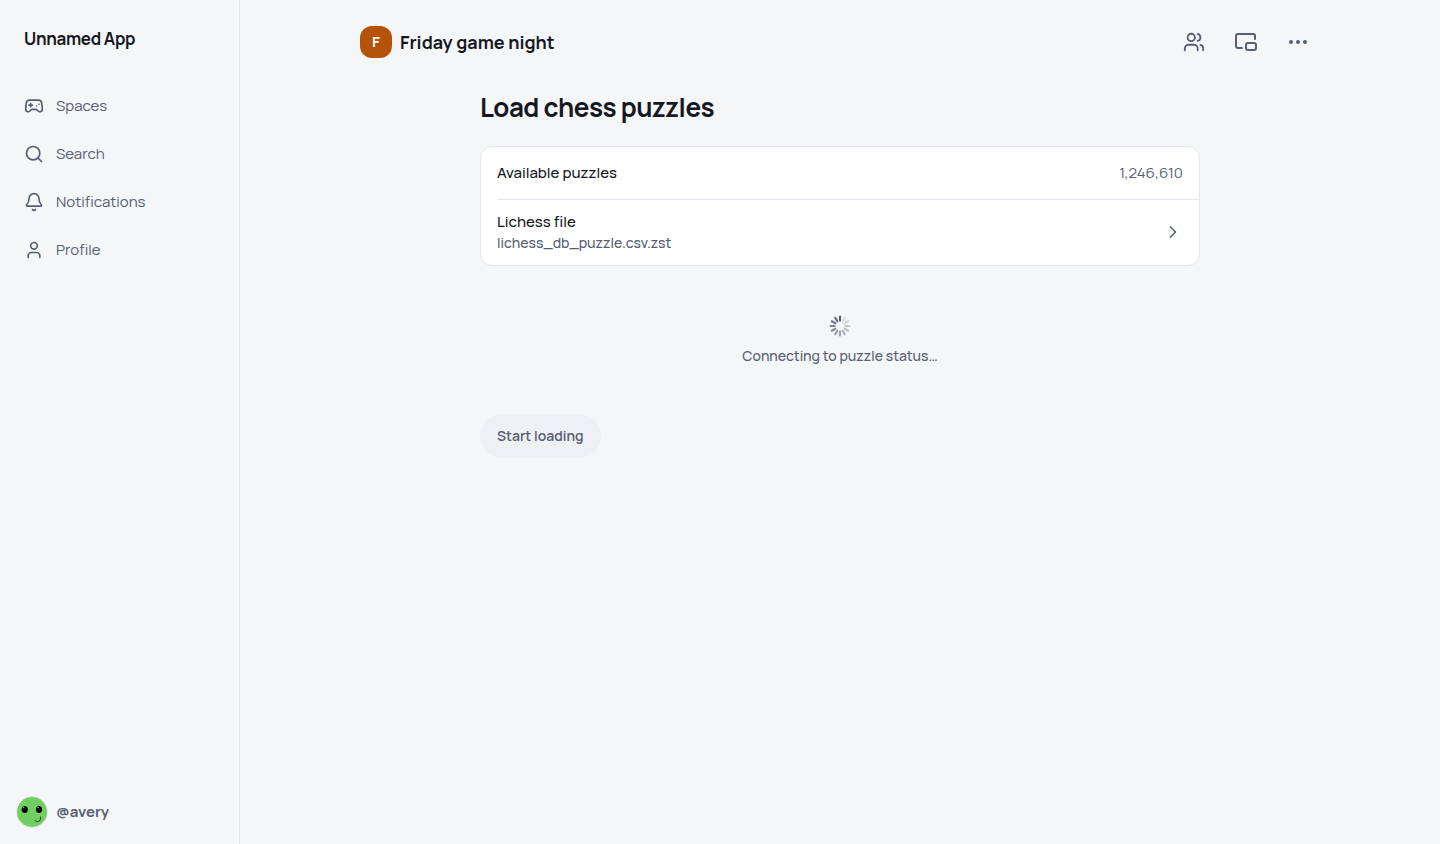 Unnamed App
Spaces
Search
Notifications
Profile
@avery
F
Friday game night
Load chess puzzles
Available puzzles
1,246,610
Lichess file
lichess_db_puzzle.csv.zst
Connecting to puzzle status...
Start loading